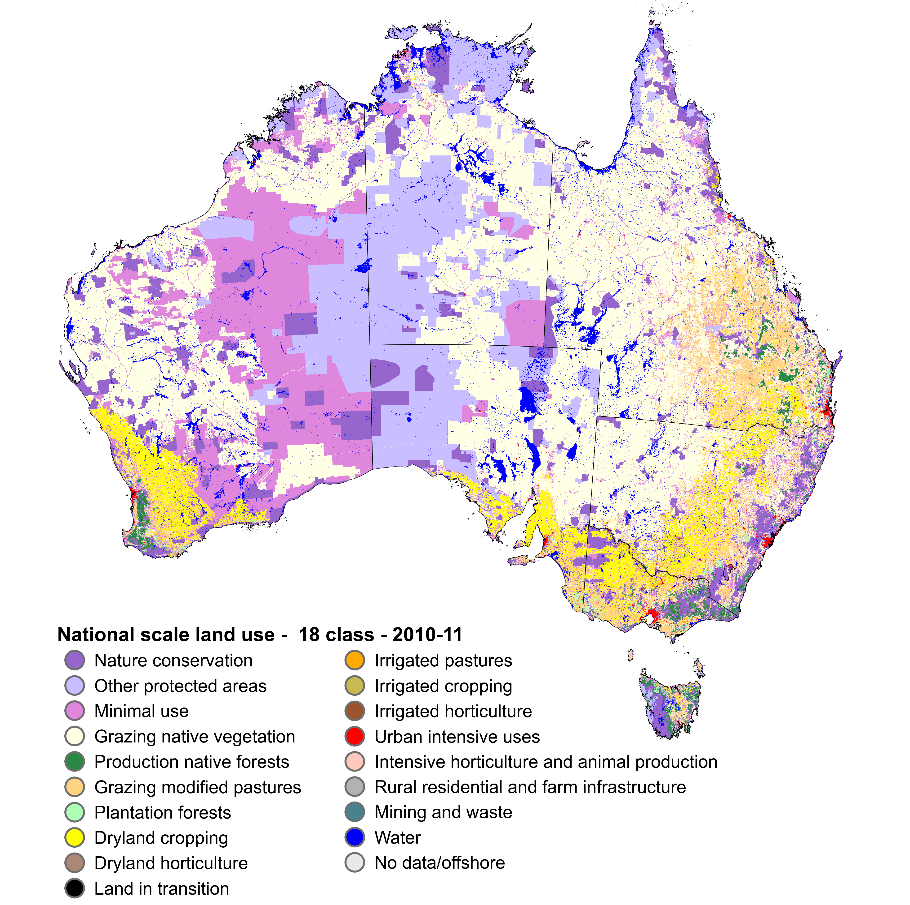 National scale land use -  18 class - 2010-11
Nature conservation
Other protected areas
Minimal use
Grazing native vegetation
Production native forests
Grazing modified pastures
Plantation forests
Dryland cropping
Dryland horticulture
Land in transition
Irrigated pastures
Irrigated cropping
Irrigated horticulture
Urban intensive uses
Intensive horticulture and animal production
Rural residential and farm infrastructure
Mining and waste
Water
No data/offshore